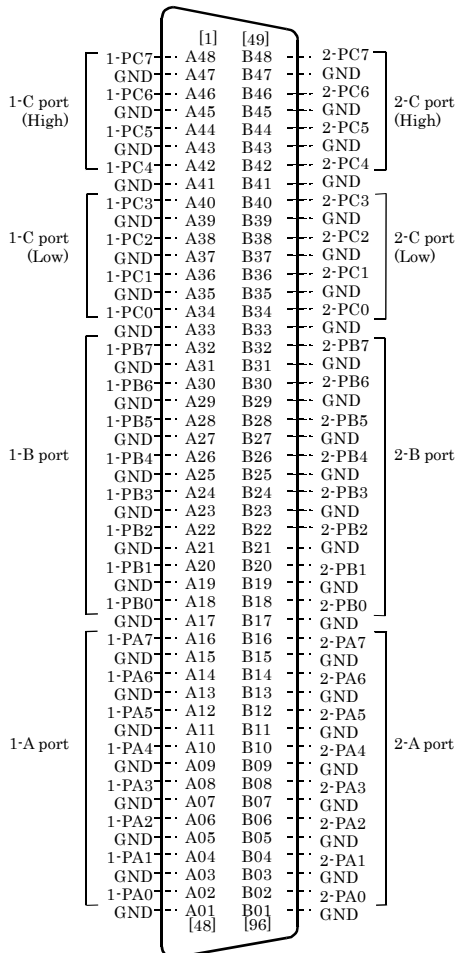 [1] [49]
1-PC7 A48 B48 2-PC7
GND A47 B47 GND
1-C port (High) 1-PC6 A46 B46 2-PC6 2-C port (High)
GND A45 B45 GND
1-PC5 A44 B44 2-PC5
GND A43 B43 GND
1-PC4 A42 B42 2-PC4
GND A41 B41 GND
1-PC3 A40 B40 2-PC3
GND A39 B39 GND
1-C port (Low) 1-PC2 A38 B38 2-PC2 2-C port (Low)
GND A37 B37 GND
1-PC1 A36 B36 2-PC1
GND A35 B35 GND
1-PC0 A34 B34 2-PC0
GND A33 B33 GND
1-PB7 A32 B32 2-PB7
GND A31 B31 GND
1-PB6 A30 B30 2-PB6
GND A29 B29 GND
1-PB5 A28 B28 2-PB5
GND A27 B27 GND
1-B port 1-PB4 A26 B26 2-PB4 2-B port
GND A25 B25 GND
1-PB3 A24 B24 2-PB3
GND A23 B23 GND
1-PB2 A22 B22 2-PB2
GND A21 B21 GND
1-PB1 A20 B20 2-PB1
GND A19 B19 GND
1-PB0 A18 B18 2-PB0
GND A17 B17 GND
1-PA7 A16 B16 2-PA7
GND A15 B15 GND
1-PA6 A14 B14 2-PA6
GND A13 B13 GND
1-PA5 A12 B12 2-PA5
GND A11 B11 GND
1-A port 1-PA4 A10 B10 2-PA4 2-A port
GND A09 B09 GND
1-PA3 A08 B08 2-PA3
GND A07 B07 GND
1-PA2 A06 B06 2-PA2
GND A05 B05 GND
1-PA1 A04 B04 2-PA1
GND A03 B03 GND
1-PA0 A02 B02 2-PA0
GND A01 B01 GND
[48] [96]